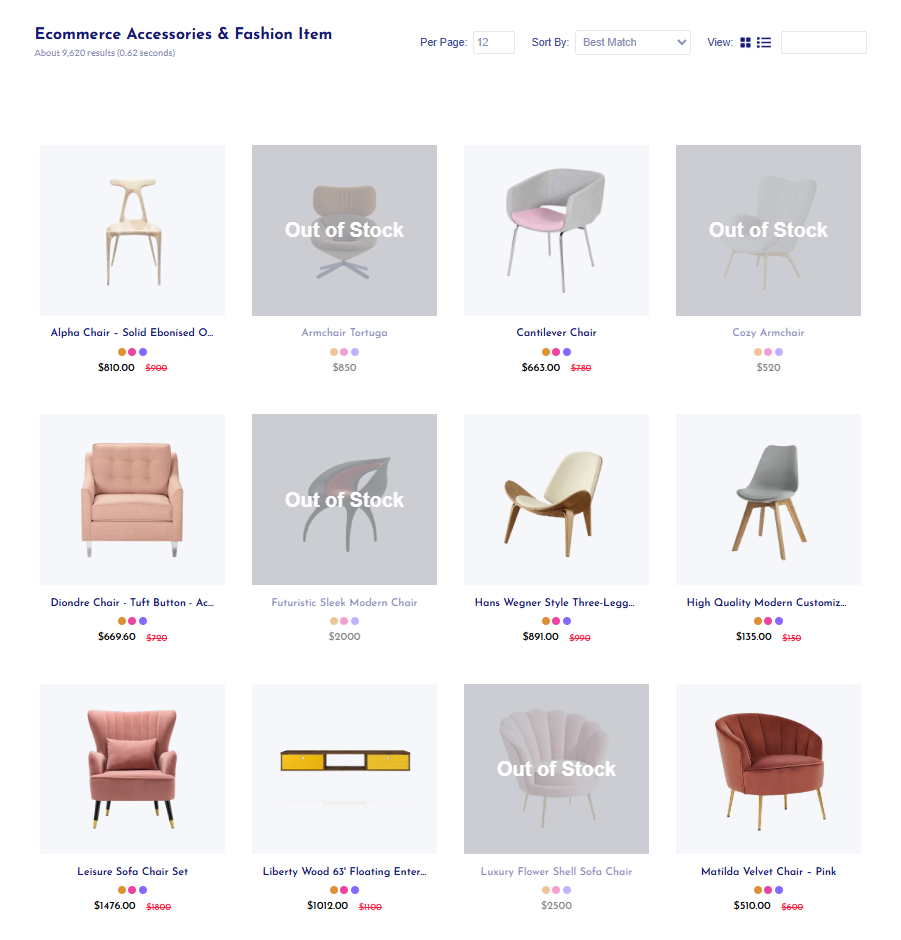 Ecommerce Accessories & Fashion Item
About 9,620 results (0.62 seconds)
Per Page: 12 Sort By: Best Match View:
Out of Stock Out of Stock
Alpha Chair – Solid Ebonised O... Armchair Tortuga Cantilever Chair Cozy Armchair
$810.00 $900 $850 $663.00 $780 $520
Out of Stock
Diondre Chair - Tuft Button - Ac... Futuristic Sleek Modern Chair Hans Wegner Style Three-Legg... High Quality Modern Customiz...
$669.60 $720 $2000 $891.00 $990 $135.00 $150
Out of Stock
Leisure Sofa Chair Set Liberty Wood 63' Floating Enter... Luxury Flower Shell Sofa Chair Matilda Velvet Chair – Pink
$1476.00 $1800 $1012.00 $1100 $2500 $510.00 $600